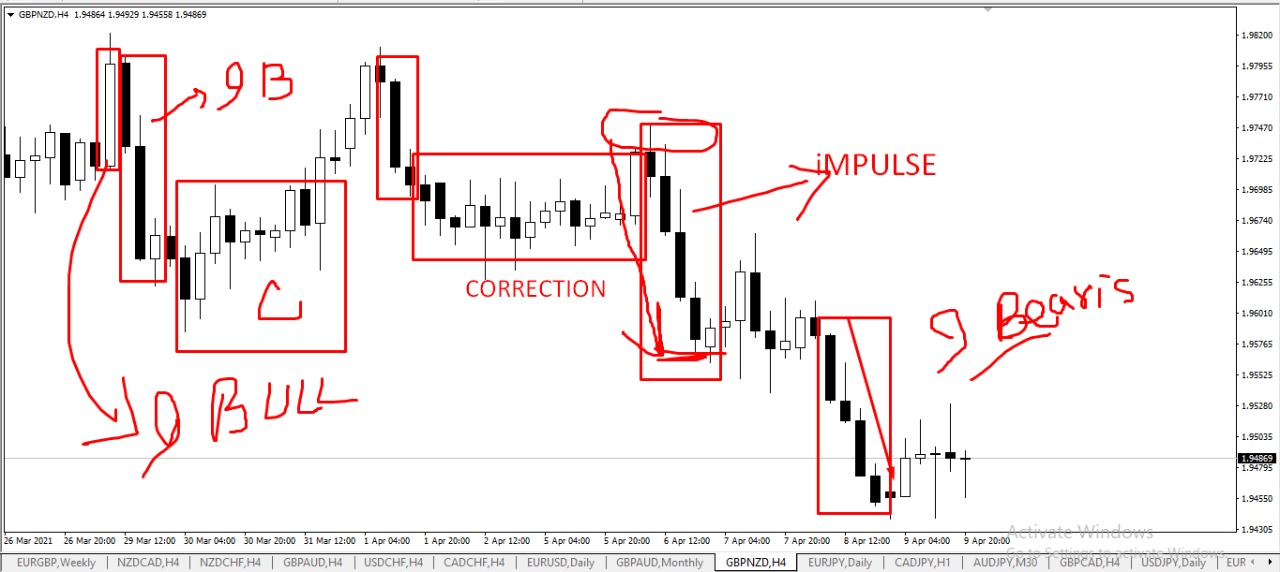 GBPNZD,H4 1.94864 1.94929 1.94558 1.94869
1.98200
1.97955
1.97710
1.97470
1.97225
1.96985
1.96740
1.96495
1.96255
1.96010
1.95765
1.95525
1.95280
1.95035
1.94869
1.94795
1.94550
1.94305
9B
iMPULSE
CORRECTION
C
9 Bearis
9 BULL
26 Mar 2021
26 Mar 20:00
29 Mar 12:00
30 Mar 04:00
30 Mar 20:00
31 Mar 12:00
1 Apr 04:00
1 Apr 20:00
2 Apr 12:00
5 Apr 04:00
5 Apr 20:00
6 Apr 12:00
7 Apr 04:00
7 Apr 20:00
8 Apr 12:00
9 Apr 04:00
9 Apr 20:00
Activate Windows
Go to Settings to activate Windows.
EURGBP,Weekly
NZDCAD,H4
NZDCHF,H4
GBPAUD,H4
USDCHF,H4
CADCHF,H4
EURUSD,Daily
GBPAUD,Monthly
GBPNZD,H4
EURJPY,Daily
CADJPY,H1
AUDJPY,M30
GBPCAD,H4
USDJPY,Daily
EUR